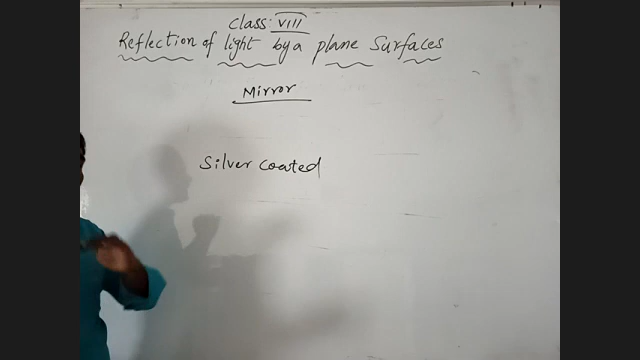 Class: VIII
Reflection of light by a plane Surfaces
Mirror
Silver coated